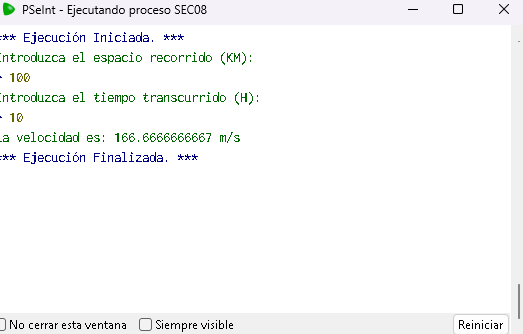 PSeInt - Ejecutando proceso SEC08
*** Ejecución Iniciada. ***
Introduzca el espacio recorrido (KM):
> 100
Introduzca el tiempo transcurrido (H):
> 10
La velocidad es: 166.6666666667 m/s
*** Ejecución Finalizada. ***
No cerrar esta ventana
Siempre visible
Reiniciar